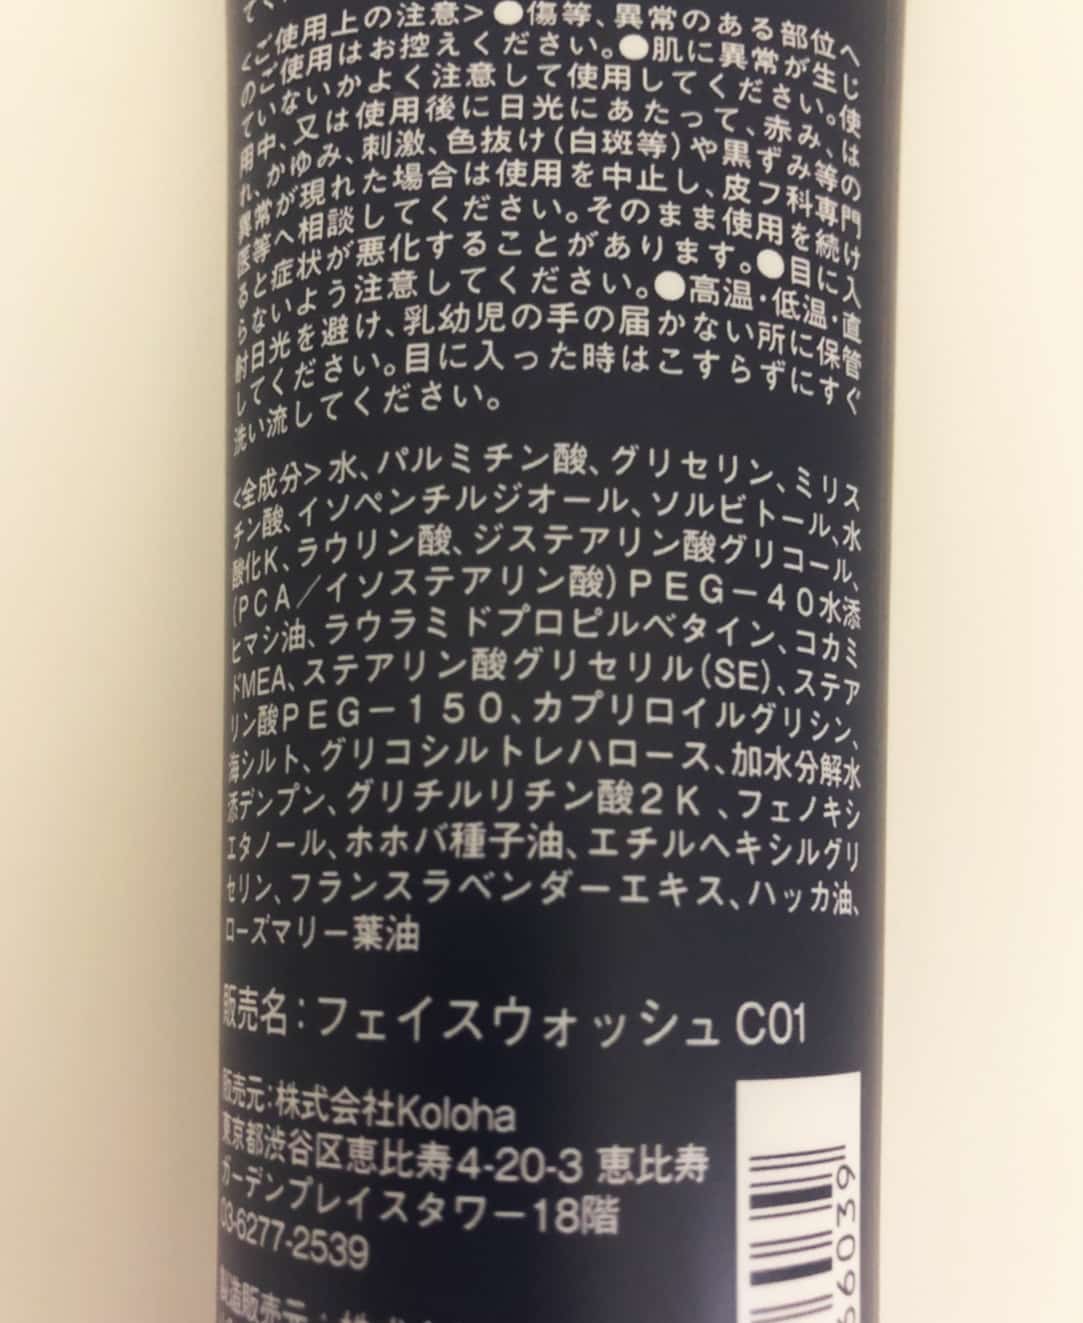 <ご使用上の注意>●傷等、異常のある部位へ
のご使用はお控えください。●肌に異常が生じ
ていないかよく注意して使用してください。使
用中、又は使用後に日光にあたって、赤み、は
れ、かゆみ、刺激、色抜け(白斑等)や黒ずみ等の
異常が現れた場合は使用を中止し、皮フ科専門
医等へ相談してください。そのまま使用を続け
ると症状が悪化することがあります。●目に入
らないよう注意してください。●高温・低温・直
射日光を避け、乳幼児の手の届かない所に保管
してください。目に入った時はこすらずにすぐ
洗い流してください。
<全成分>水、パルミチン酸、グリセリン、ミリス
チン酸、イソペンチルジオール、ソルビトール、水
酸化K、ラウリン酸、ジステアリン酸グリコール、
(PCA/イソステアリン酸)PEG-40水添
ヒマシ油、ラウラミドプロピルベタイン、コカミ
ドMEA、ステアリン酸グリセリル(SE)、ステア
リン酸PEG-150、カプリロイルグリシン、
海シルト、グリコシルトレハロース、加水分解水
添デンプン、グリチルリチン酸2K、フェノキシ
エタノール、ホホバ種子油、エチルヘキシルグリ
セリン、フランスラベンダーエキス、ハッカ油、
ローズマリー葉油
販売名:フェイスウォッシュ C01
販売元:株式会社Koloha
東京都渋谷区恵比寿4-20-3 恵比寿
ガーデンプレイスタワー18階
03-6277-2539
製造販売元:株式
6039